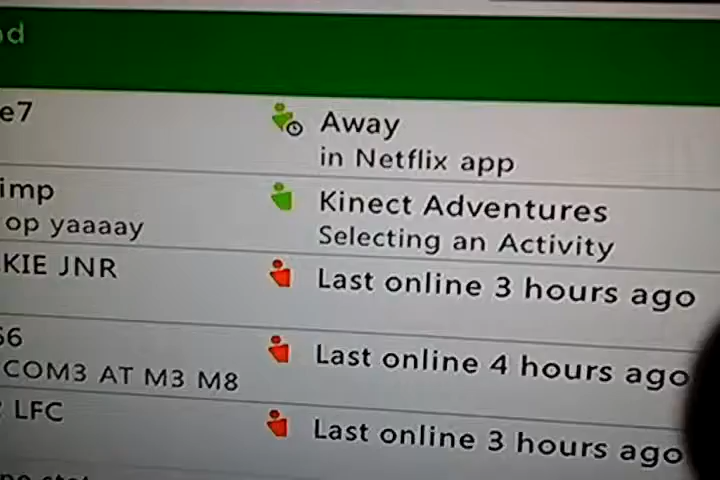 nd
e7
Away
in Netflix app
imp
op yaaaay
Kinect Adventures
Selecting an Activity
KIE JNR
Last online 3 hours ago
66
COM3 AT M3 M8
Last online 4 hours ago
LFC
Last online 3 hours ago